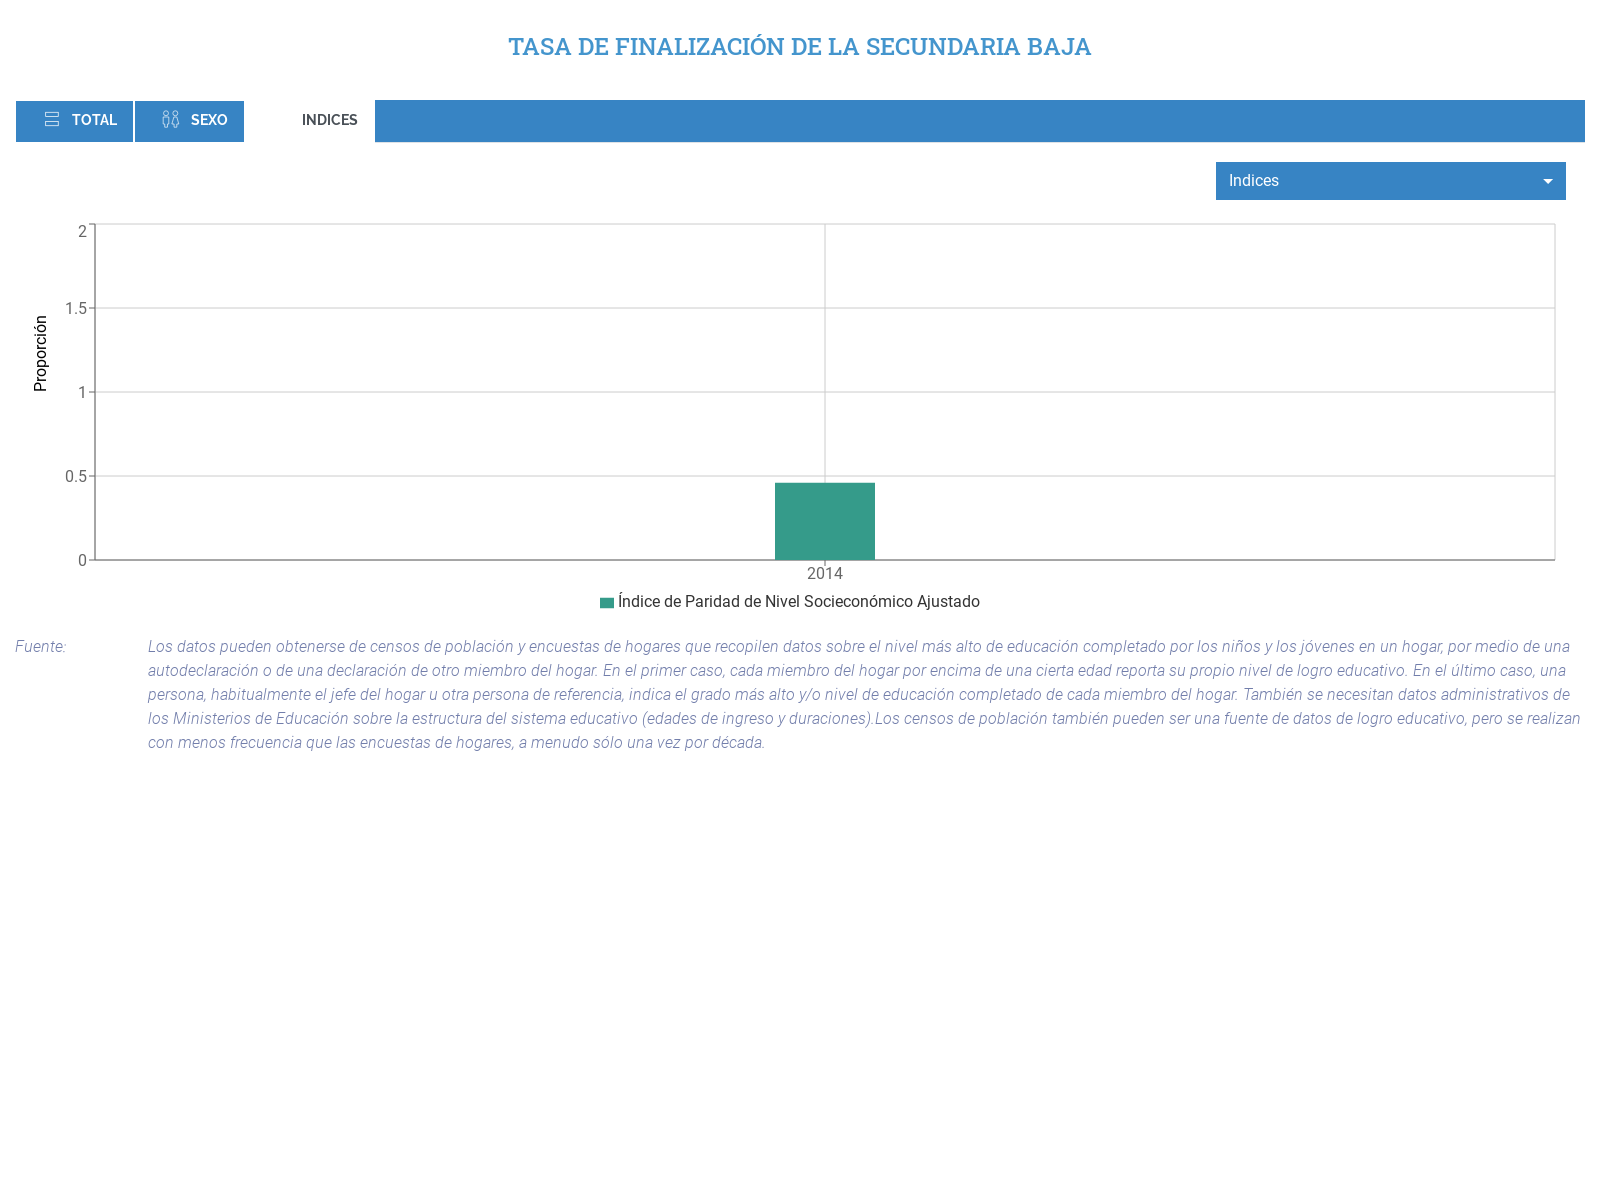 TASA DE FINALIZACIÓN DE LA SECUNDARIA BAJA
TOTAL SEXO INDICES
Indices
2
1.5
1
0.5
0
Proporción
2014
Índice de Paridad de Nivel Socieconómico Ajustado
Fuente: Los datos pueden obtenerse de censos de población y encuestas de hogares que recopilen datos sobre el nivel más alto de educación completado por los niños y los jóvenes en un hogar, por medio de una
autodeclaración o de una declaración de otro miembro del hogar. En el primer caso, cada miembro del hogar por encima de una cierta edad reporta su propio nivel de logro educativo. En el último caso, una
persona, habitualmente el jefe del hogar u otra persona de referencia, indica el grado más alto y/o nivel de educación completado de cada miembro del hogar. También se necesitan datos administrativos de
los Ministerios de Educación sobre la estructura del sistema educativo (edades de ingreso y duraciones).Los censos de población también pueden ser una fuente de datos de logro educativo, pero se realizan
con menos frecuencia que las encuestas de hogares, a menudo sólo una vez por década.